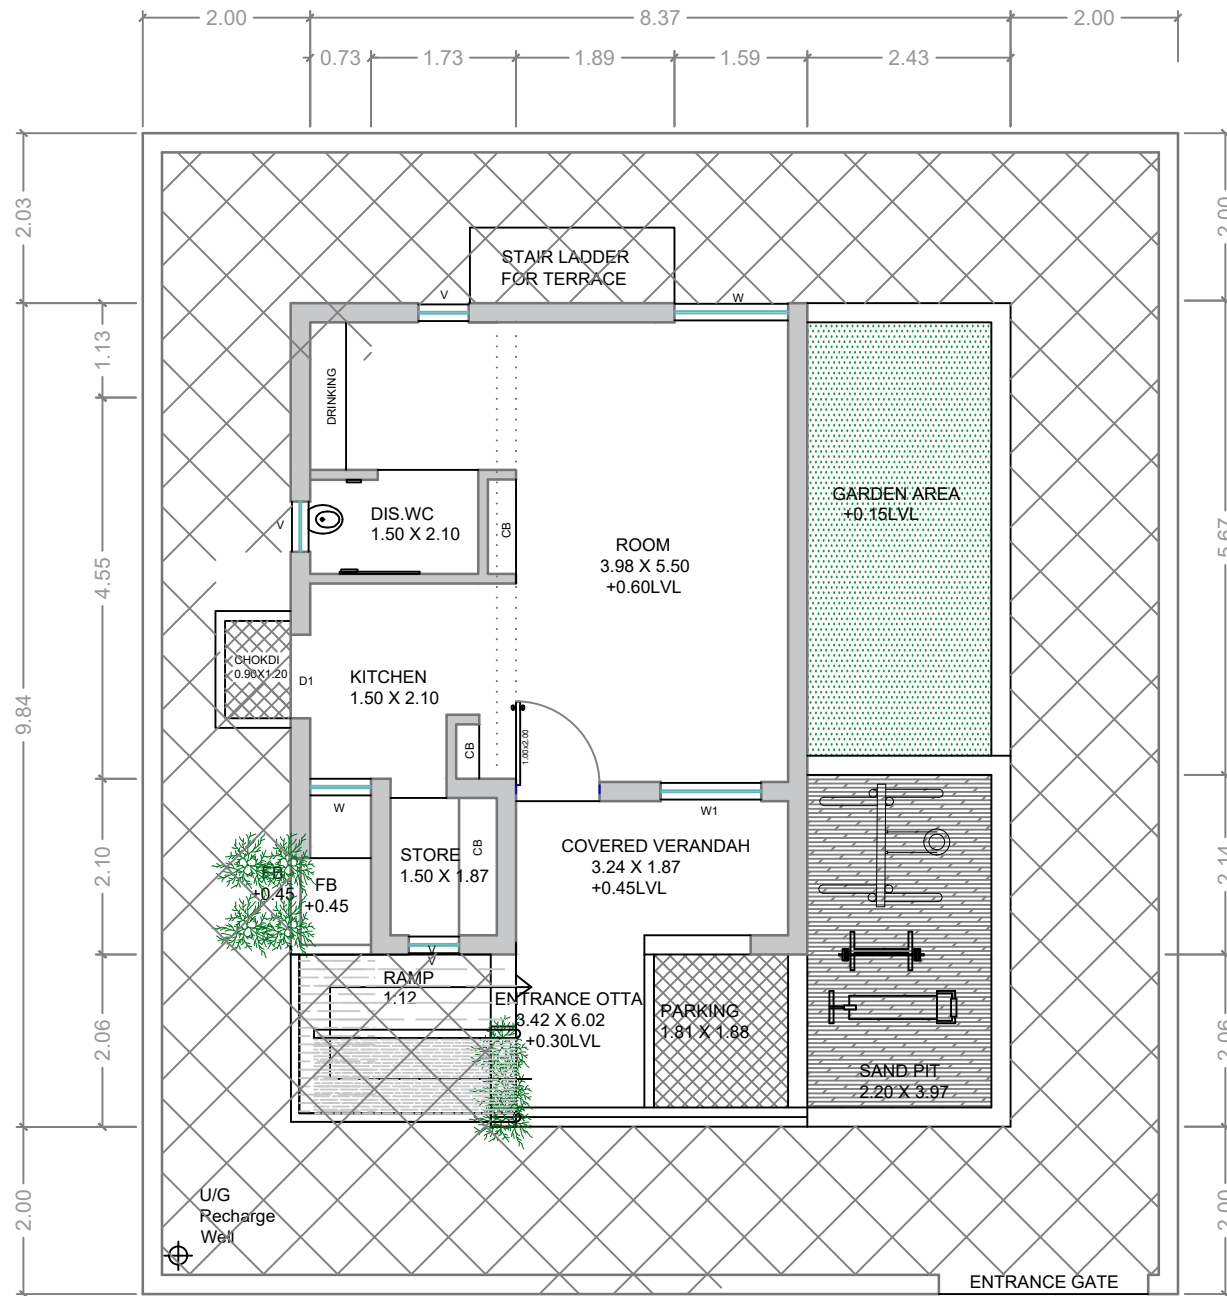 2.00
8.37
2.00
0.73
1.73
1.89
1.59
2.43
2.03
2.00
STAIR LADDER
FOR TERRACE
V
W
1.13
DRINKING
GARDEN AREA
+0.15LVL
DIS.WC
1.50 X 2.10
V
CB
ROOM
3.98 X 5.50
+0.60LVL
5.67
4.55
CHOKDI
0.90X1.20
D1
KITCHEN
1.50 X 2.10
9.84
CB
1.00x2.00
W
W1
STORE
1.50 X 1.87
CB
COVERED VERANDAH
3.24 X 1.87
+0.45LVL
2.10
2.14
FB
+0.45
FB
+0.45
V
V
RAMP
1.12
ENTRANCE OTTA
3.42 X 6.02
+0.30LVL
PARKING
1.81 X 1.88
2.06
2.06
SAND PIT
2.20 X 3.97
2.00
2.00
U/G
Recharge
Well
ENTRANCE GATE